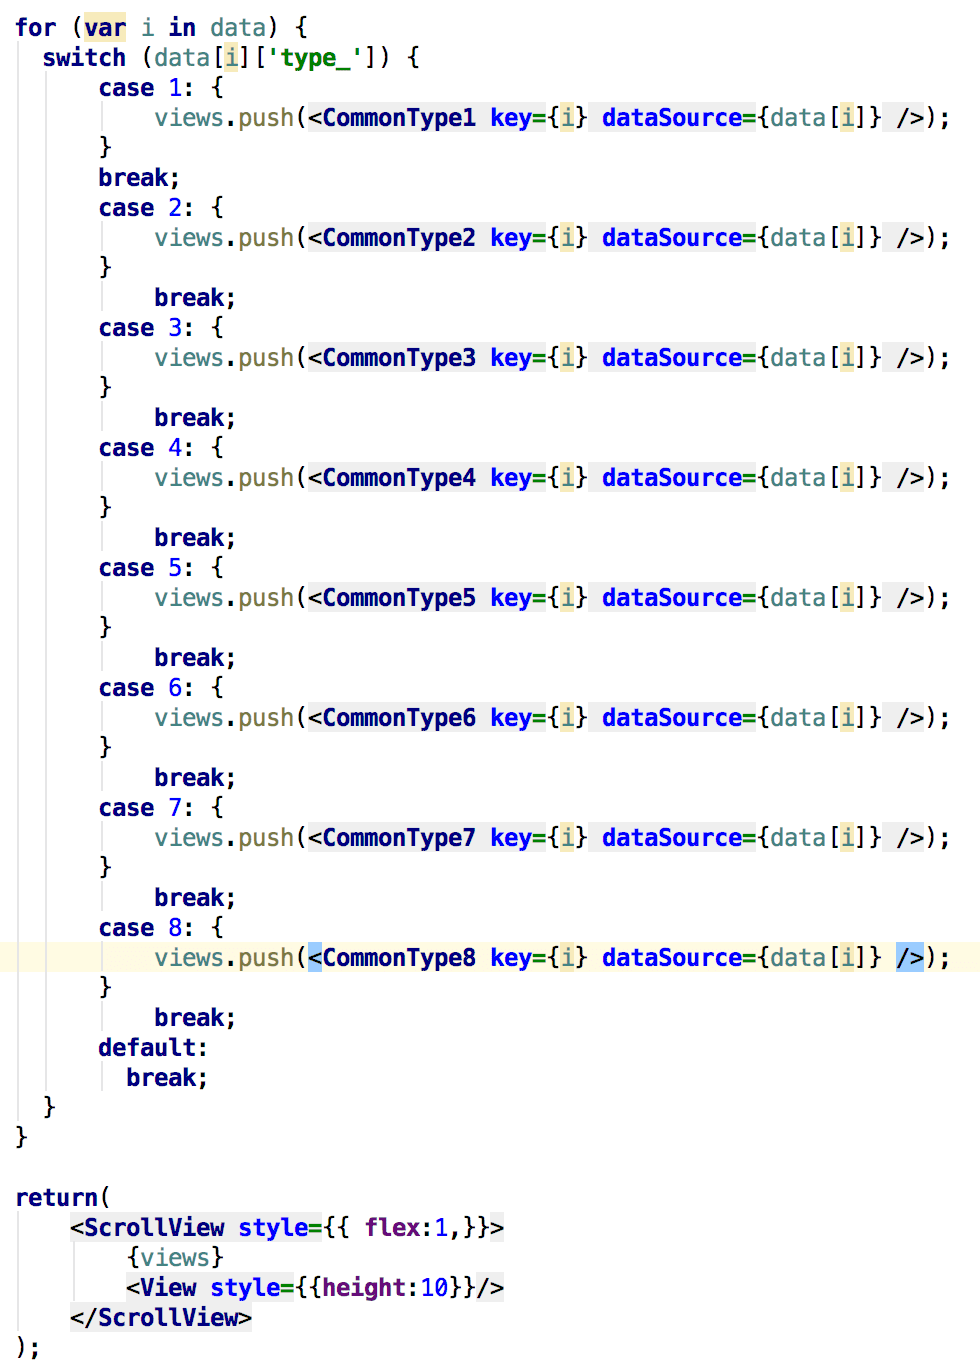 for (var i in data) {
  switch (data[i]['type_']) {
      case 1: {
          views.push(<CommonType1 key={i} dataSource={data[i]} />);
      }
      break;
      case 2: {
          views.push(<CommonType2 key={i} dataSource={data[i]} />);
      }
          break;
      case 3: {
          views.push(<CommonType3 key={i} dataSource={data[i]} />);
      }
          break;
      case 4: {
          views.push(<CommonType4 key={i} dataSource={data[i]} />);
      }
          break;
      case 5: {
          views.push(<CommonType5 key={i} dataSource={data[i]} />);
      }
          break;
      case 6: {
          views.push(<CommonType6 key={i} dataSource={data[i]} />);
      }
          break;
      case 7: {
          views.push(<CommonType7 key={i} dataSource={data[i]} />);
      }
          break;
      case 8: {
          views.push(<CommonType8 key={i} dataSource={data[i]} />);
      }
          break;
      default:
        break;
  }
}

return(
    <ScrollView style={{ flex:1,}}>
        {views}
        <View style={{height:10}}/>
    </ScrollView>
);